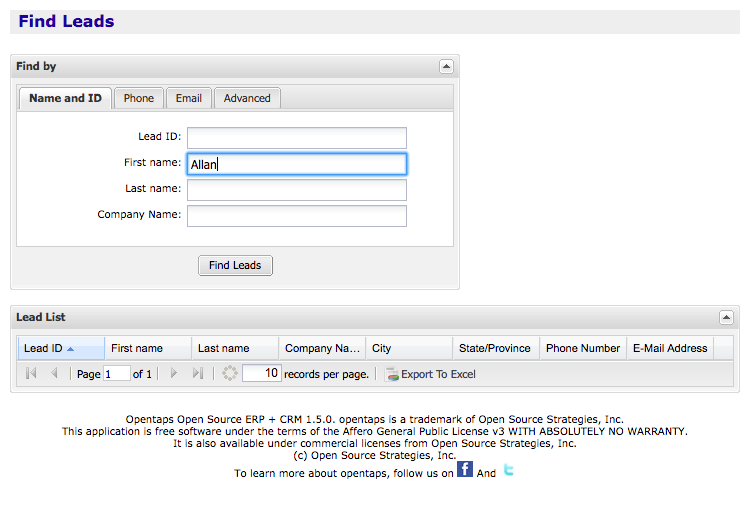 Find Leads
Find by
Name and ID Phone Email Advanced
Lead ID:
First name: Allan
Last name:
Company Name:
Find Leads
Lead List
Lead ID First name Last name Company Na... City State/Province Phone Number E-Mail Address
Page 1 of 1 10 records per page. Export To Excel
Opentaps Open Source ERP + CRM 1.5.0. opentaps is a trademark of Open Source Strategies, Inc.
This application is free software under the terms of the Affero General Public License v3 WITH ABSOLUTELY NO WARRANTY.
It is also available under commercial licenses from Open Source Strategies, Inc.
(c) Open Source Strategies, Inc.
To learn more about opentaps, follow us on f And t